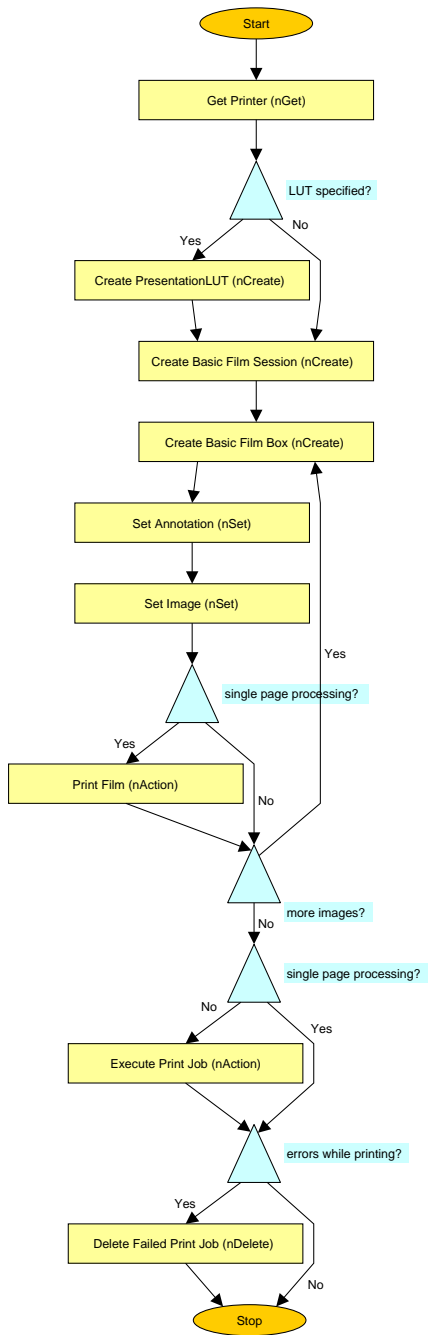 Start
Get Printer (nGet)
LUT specified?
Yes
No
Create PresentationLUT (nCreate)
Create Basic Film Session (nCreate)
Create Basic Film Box (nCreate)
Set Annotation (nSet)
Set Image (nSet)
Yes
single page processing?
Yes
Print Film (nAction)
No
more images?
No
single page processing?
No
Yes
Execute Print Job (nAction)
errors while printing?
Yes
Delete Failed Print Job (nDelete)
No
Stop